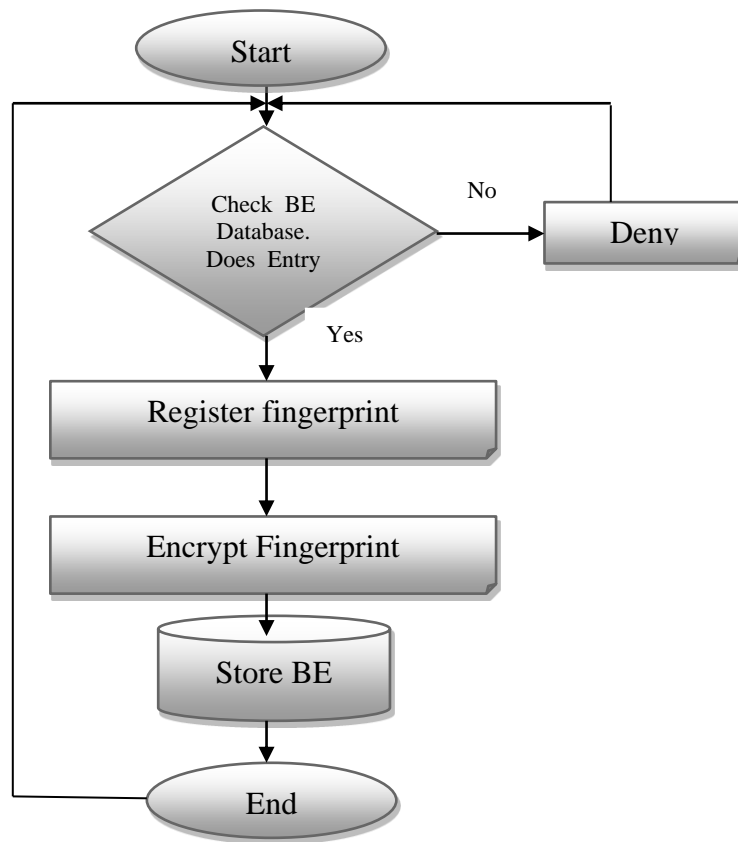 Start
Check BE
Database.
Does Entry
No
Deny
Yes
Register fingerprint
Encrypt Fingerprint
Store BE
End